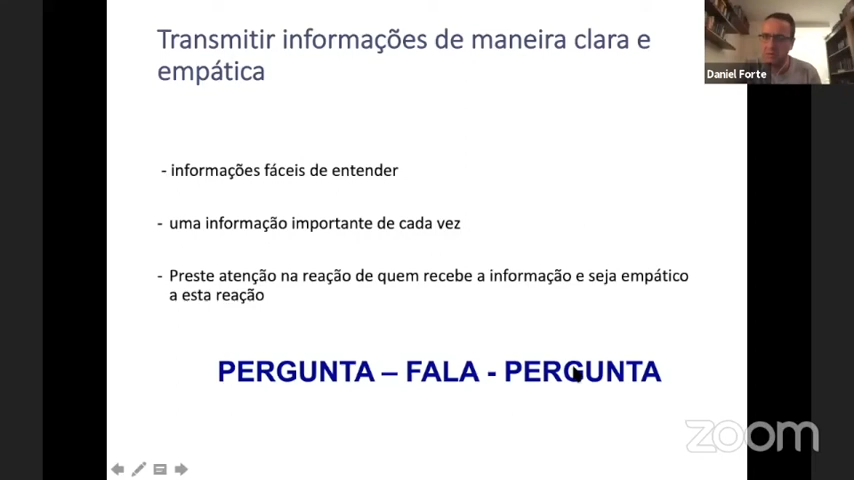 Transmitir informações de maneira clara e
empática
Daniel Forte
- informações fáceis de entender
- uma informação importante de cada vez
- Preste atenção na reação de quem recebe a informação e seja empático
a esta reação
PERGUNTA – FALA - PERGUNTA
zoom